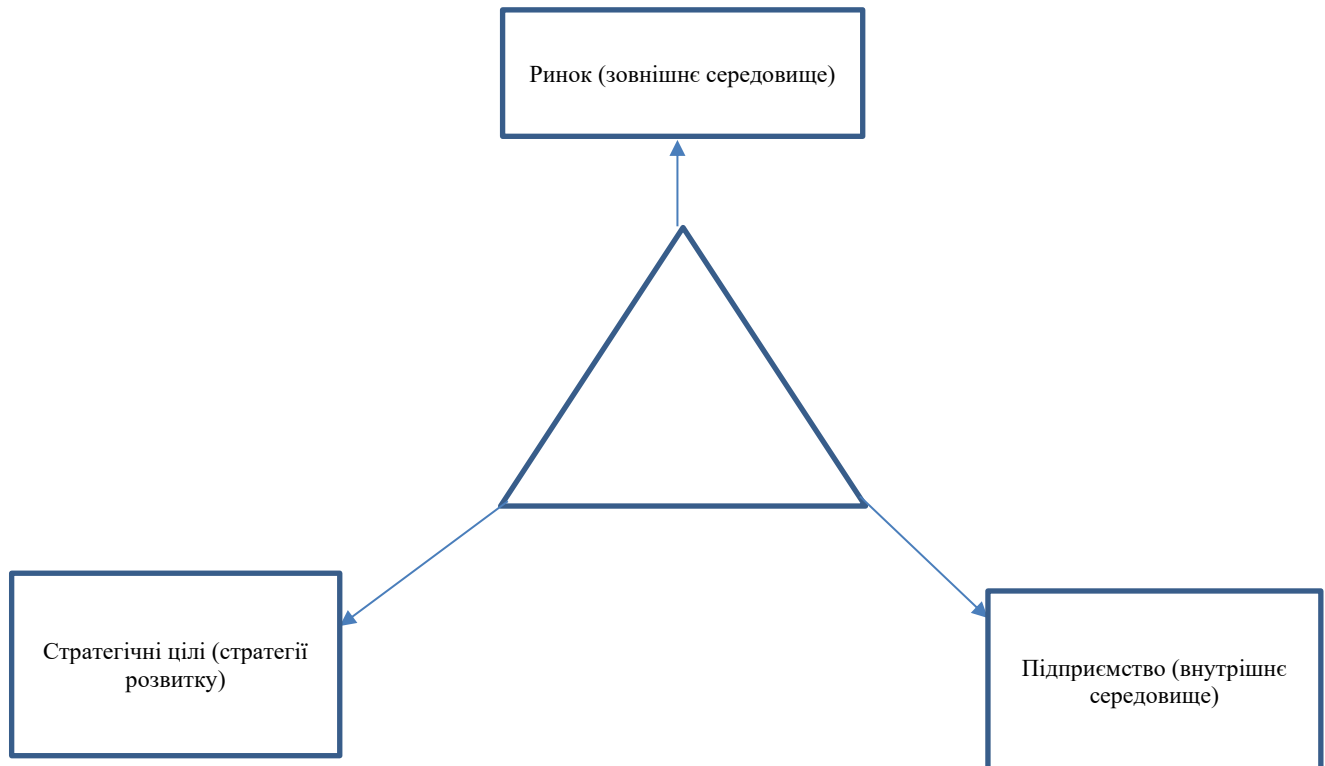 Ринок (зовнішнє середовище)
Стратегічні цілі (стратегії
розвитку)
Підприємство (внутрішнє
середовище)